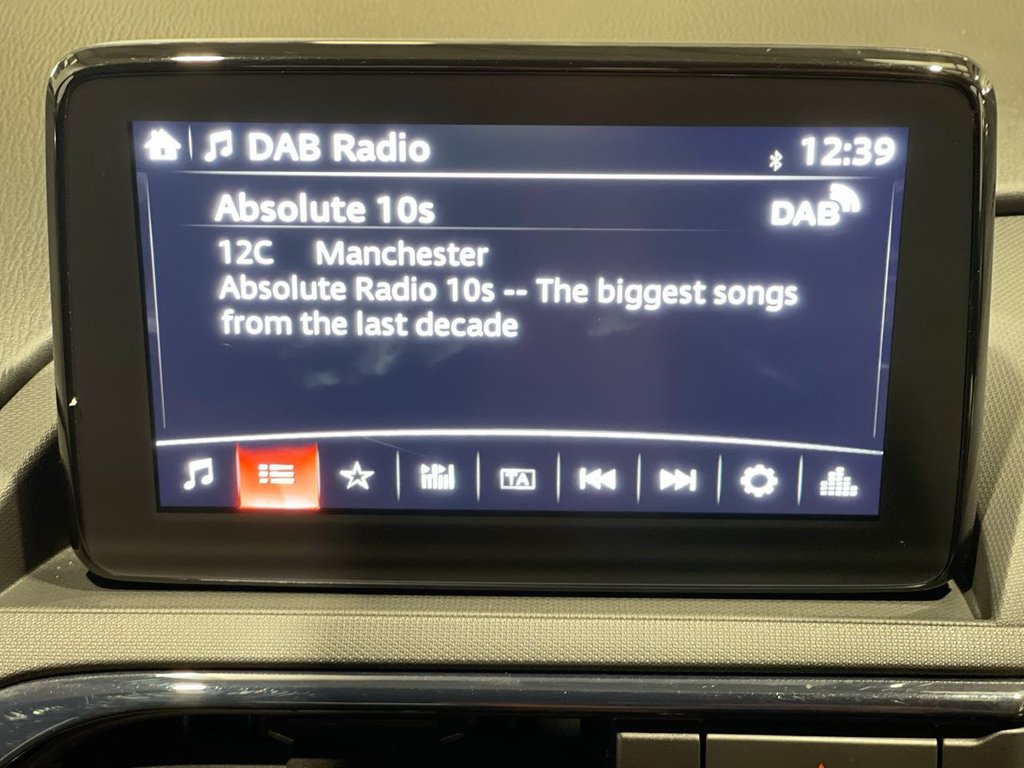 DAB Radio 12:39
Absolute 10s DAB
12C Manchester
Absolute Radio 10s -- The biggest songs
from the last decade
TA